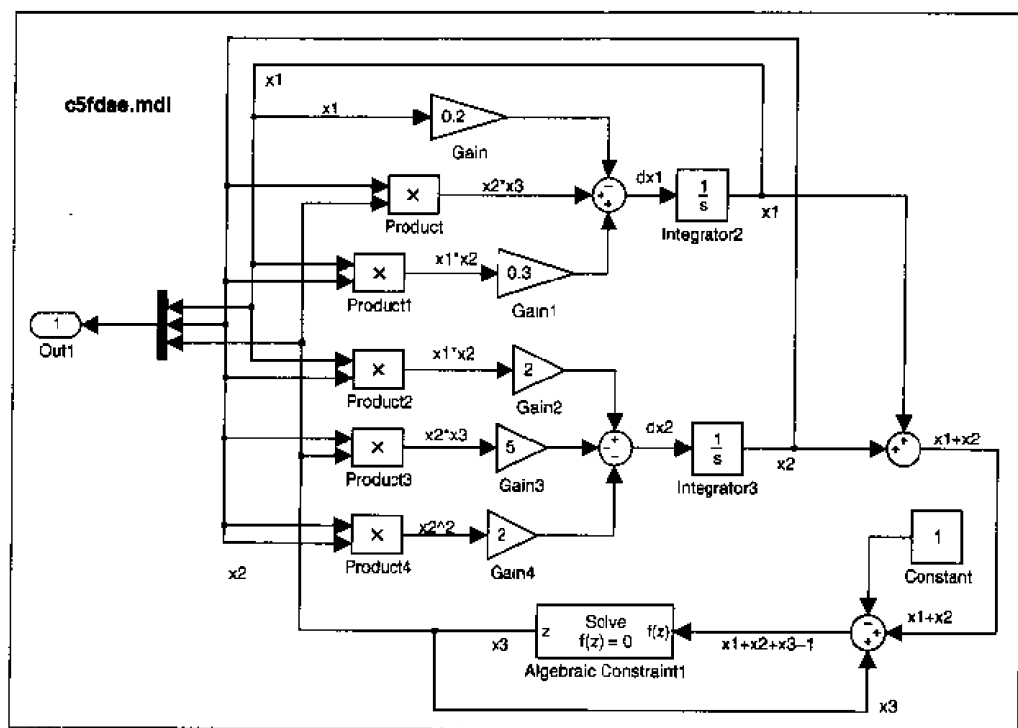 x1
c5fdae.mdl
x1
0.2
Gain
−
+
+
dx1
1
s
Integrator2
x1
×
x2*x3
Product
×
x1*x2
0.3
Product1
Gain1
1
Out1
×
x1*x2
2
Product2
Gain2
×
x2*x3
5
Product3
Gain3
+
−
−
dx2
1
s
Integrator3
x2
+
+
x1+x2
×
x2^2
2
Product4
Gain4
x2
1
Constant
x1+x2
−
+
+
z
Solve
f(z) = 0
f(z)
x3
Algebraic Constraint1
x1+x2+x3−1
x3